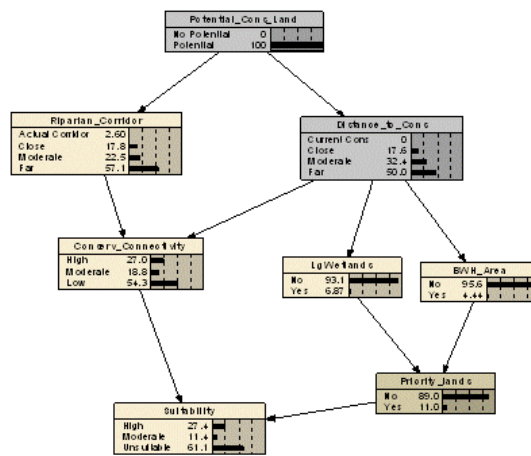 Potential_Cons_Land
No Potential 0
Potential 100
Riparian_Corridor
Actual Corridor 2.60
Close 17.8
Moderate 22.5
Far 57.1
Distance_to_Cons
Current Cons 0
Close 17.6
Moderate 32.4
Far 50.0
Conserv_Connectivity
High 27.0
Moderate 18.8
Low 54.3
LgWetlands
No 93.1
Yes 6.87
BWH_Area
No 95.6
Yes 4.44
Priority_lands
No 89.0
Yes 11.0
Suitability
High 27.4
Moderate 11.4
Unsuitable 61.1